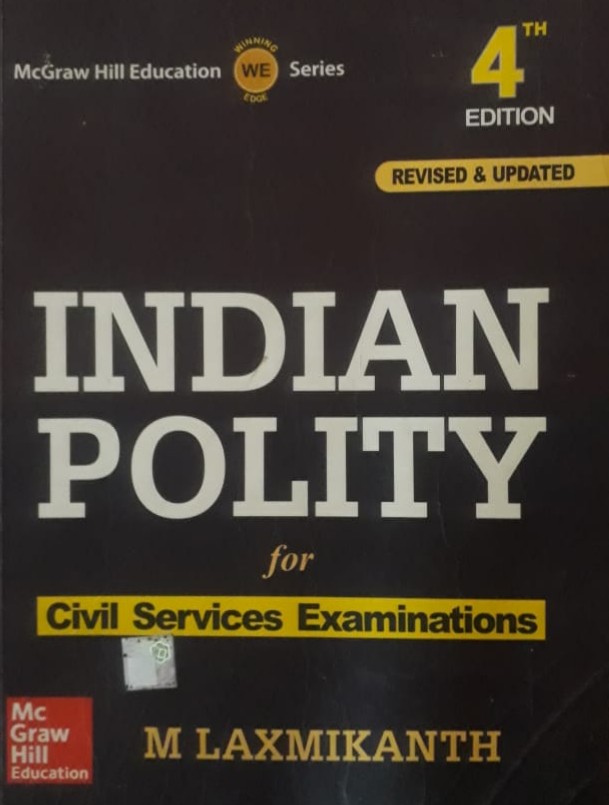 McGraw Hill Education WINNING WE EDGE Series
4TH
EDITION
REVISED & UPDATED
INDIAN
POLITY
for
Civil Services Examinations
Mc
Graw
Hill
Education
M LAXMIKANTH